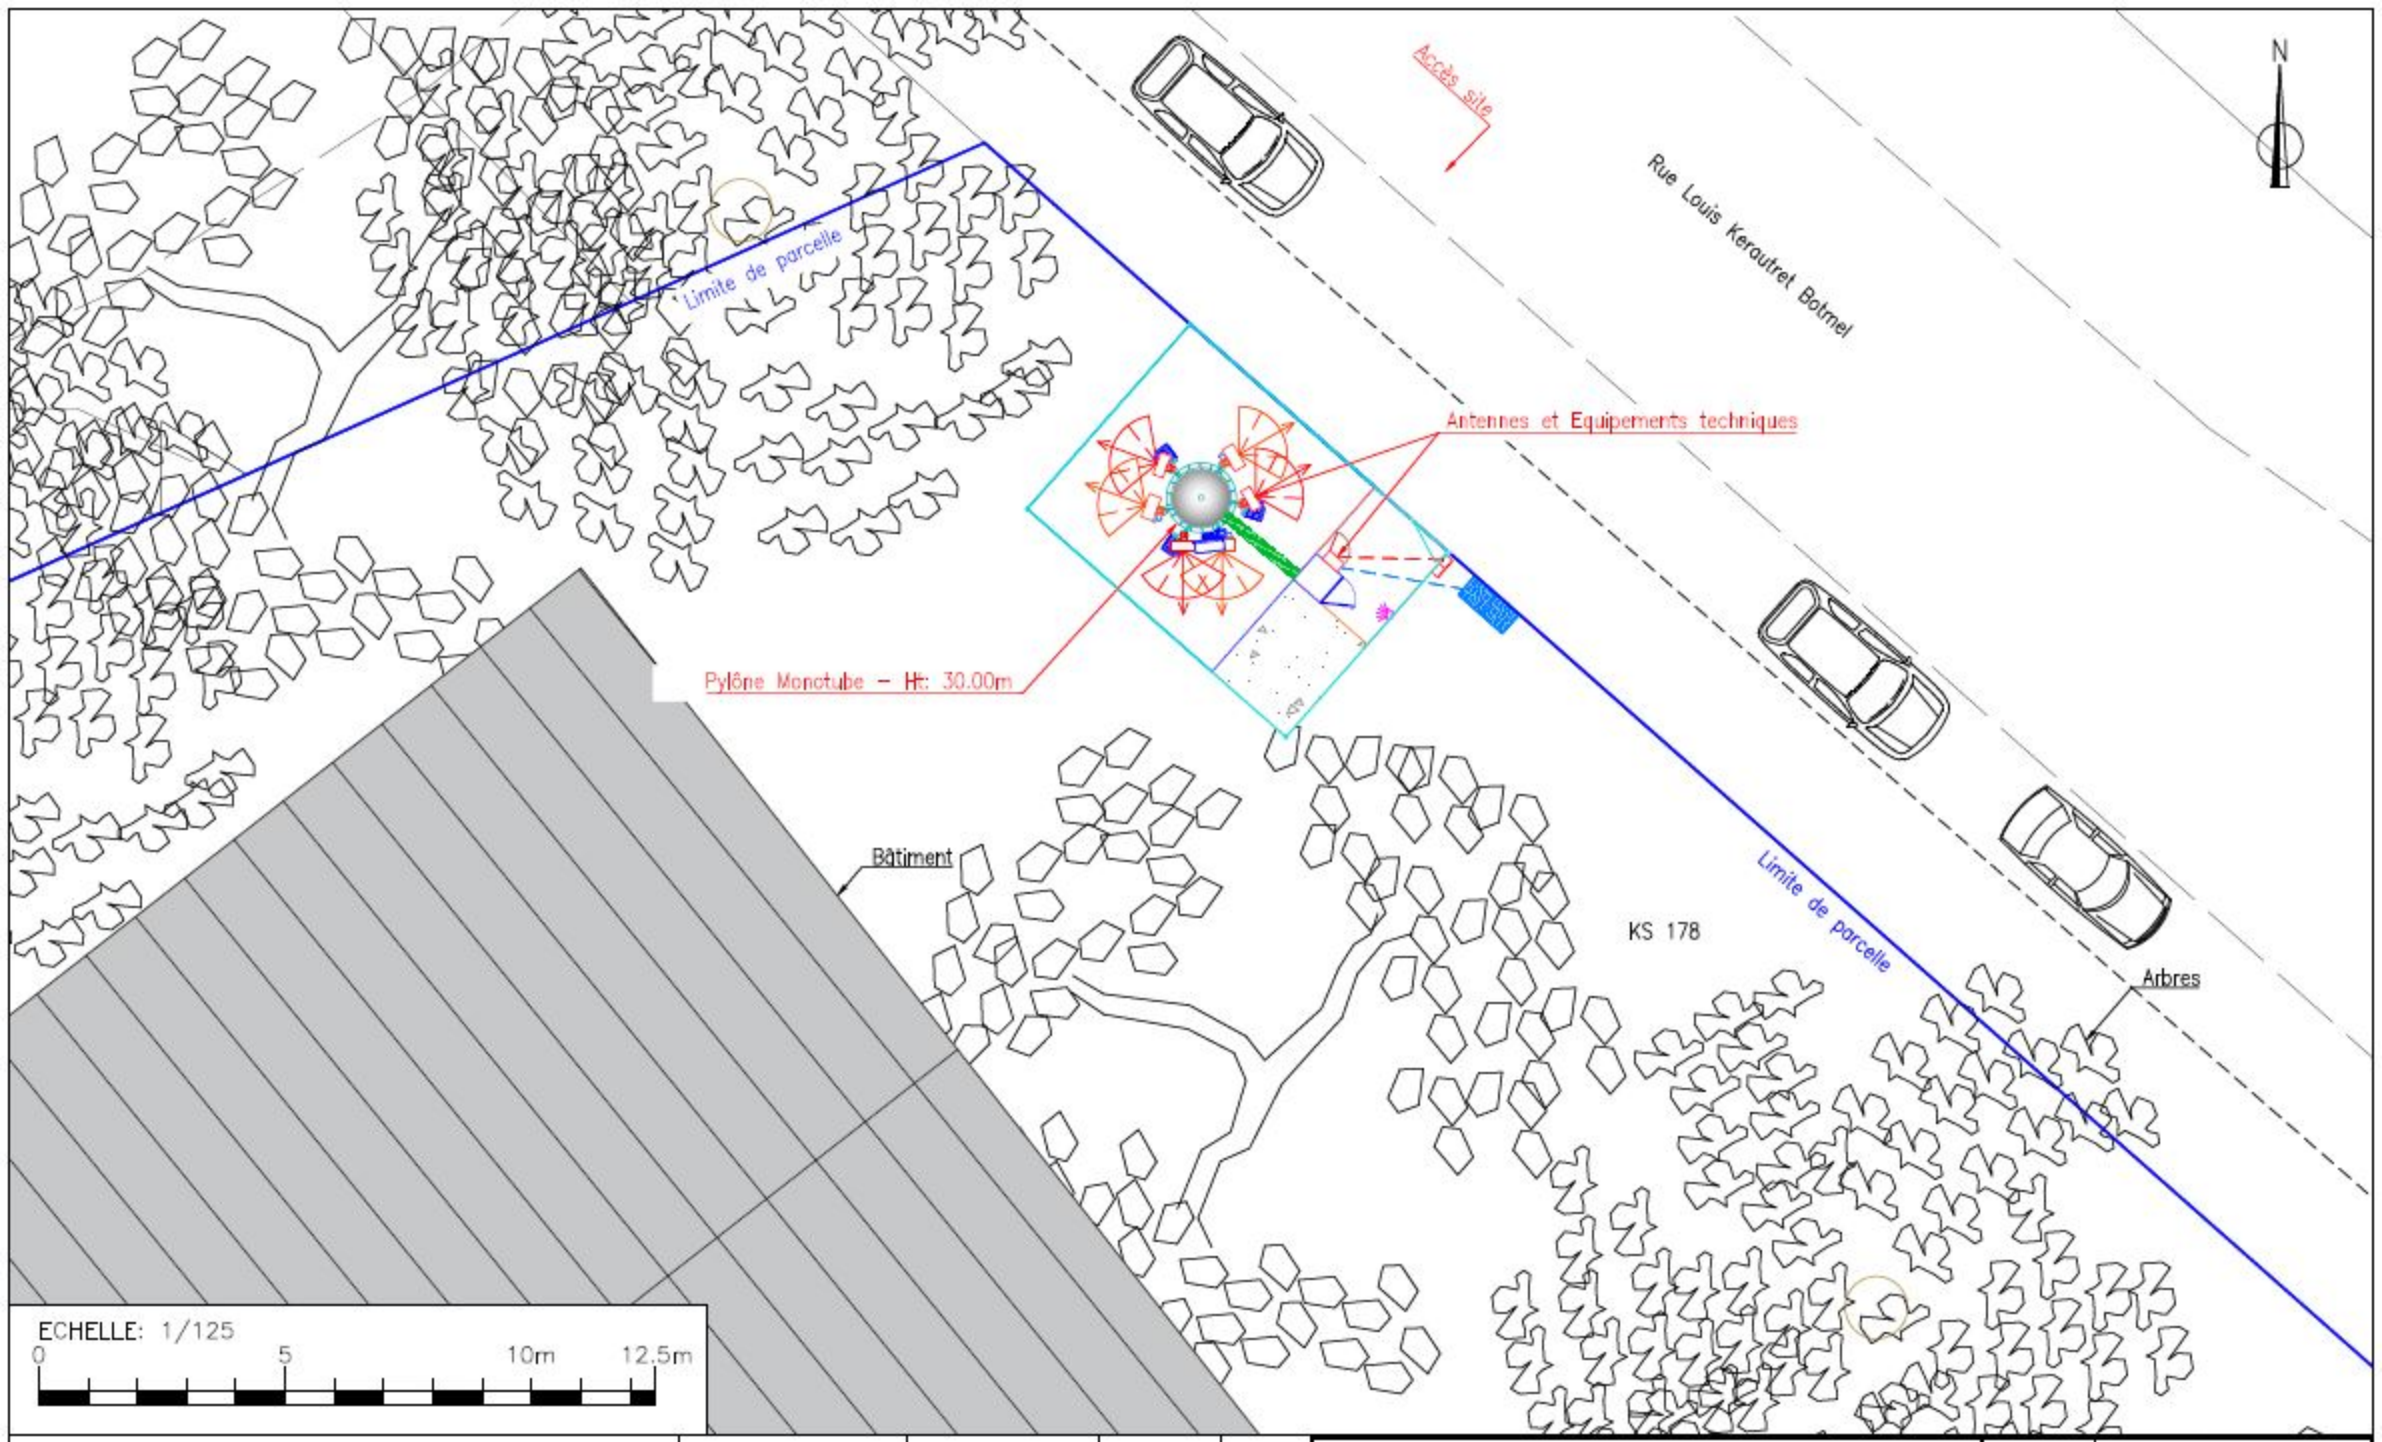 N
Accès site
Rue Louis Kerautret Botmel
Limite de parcelle
Antennes et Equipements techniques
Pylône Monotube - Ht: 30.00m
Bâtiment
KS 178
Limite de parcelle
Arbres
ECHELLE: 1/125
0 5 10m 12.5m